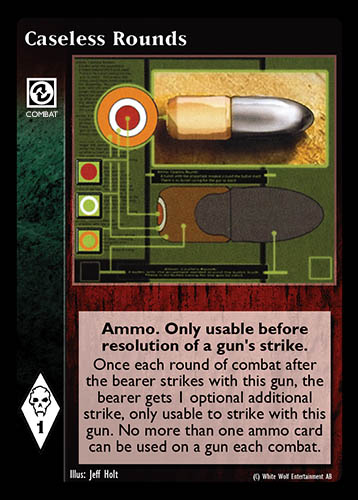 Caseless Rounds
COMBAT
Ammo. Only usable before
resolution of a gun's strike.
Once each round of combat after
the bearer strikes with this gun, the
bearer gets 1 optional additional
strike, only usable to strike with this
gun. No more than one ammo card
can be used on a gun each combat.
1
Illus: Jeff Holt
(C) White Wolf Entertainment AB